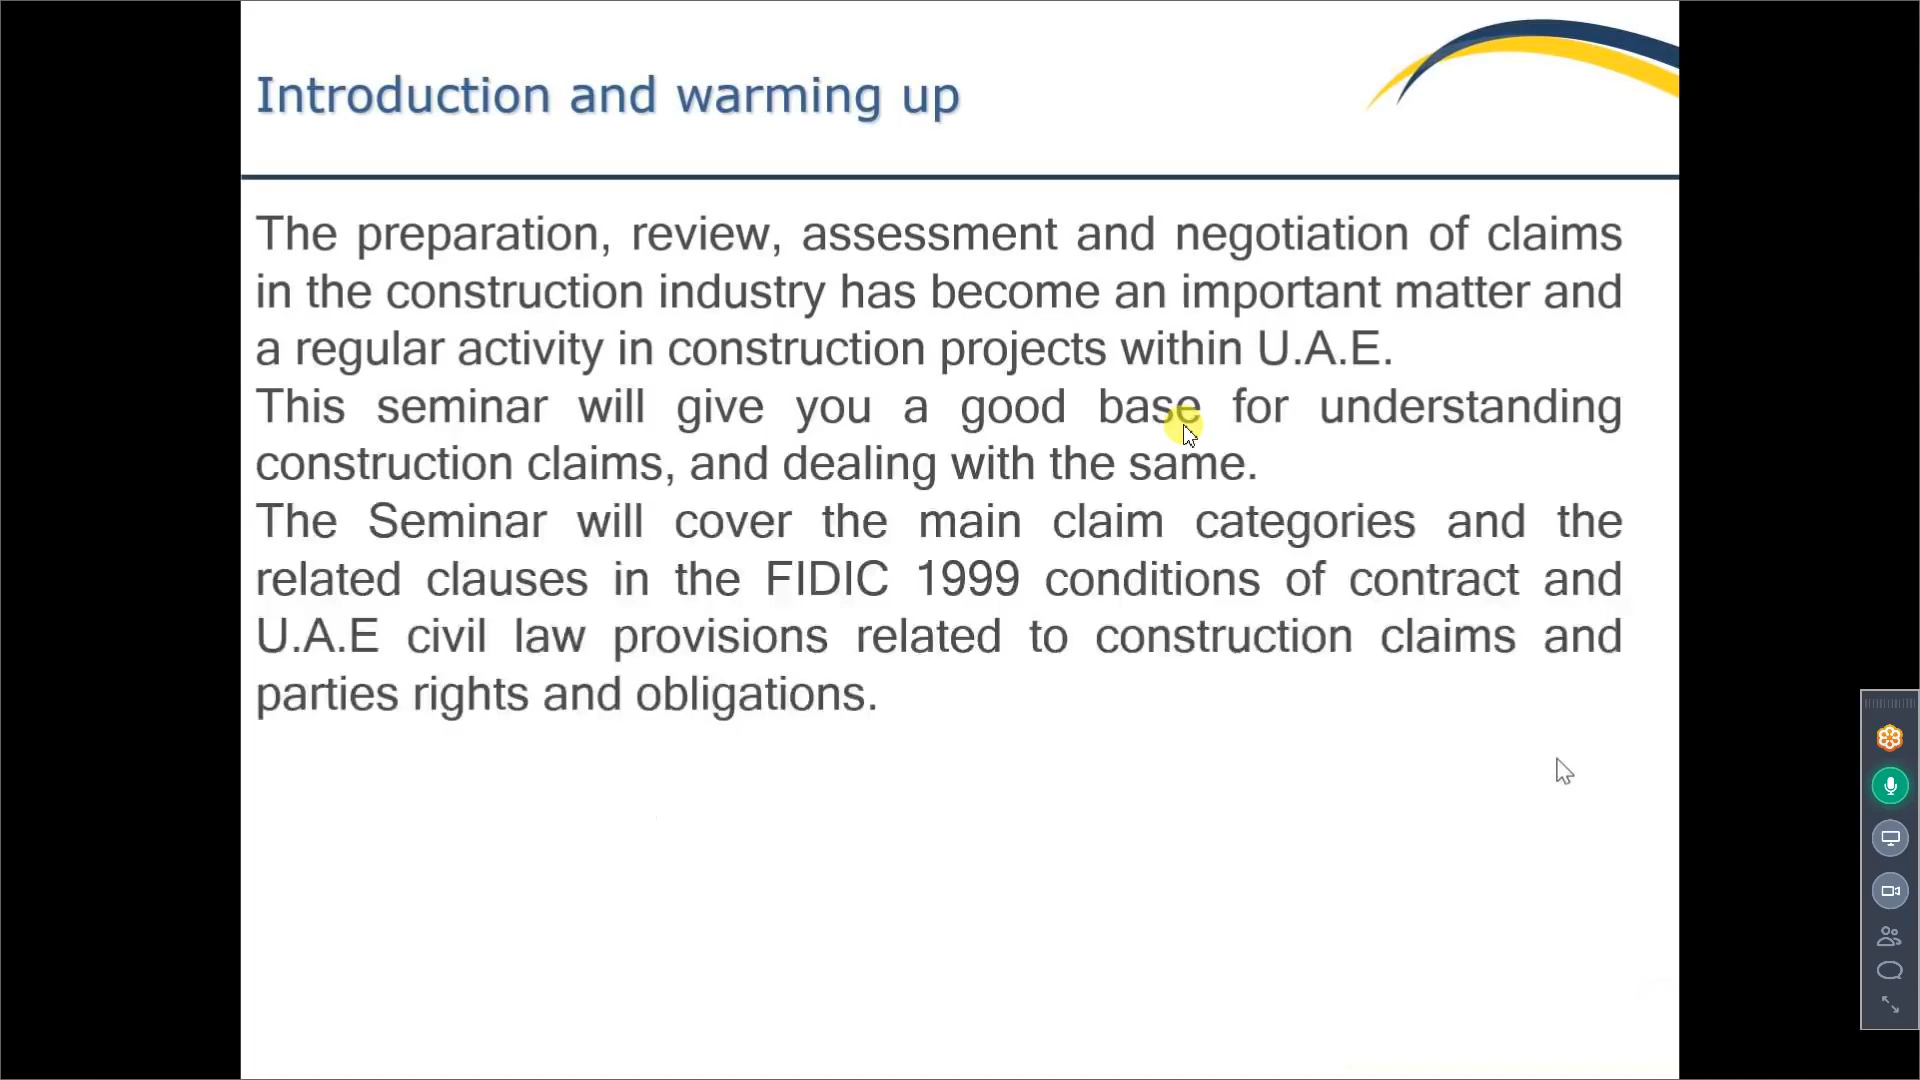 Introduction and warming up
The preparation, review, assessment and negotiation of claims
in the construction industry has become an important matter and
a regular activity in construction projects within U.A.E.
This seminar will give you a good base for understanding
construction claims, and dealing with the same.
The Seminar will cover the main claim categories and the
related clauses in the FIDIC 1999 conditions of contract and
U.A.E civil law provisions related to construction claims and
parties rights and obligations.